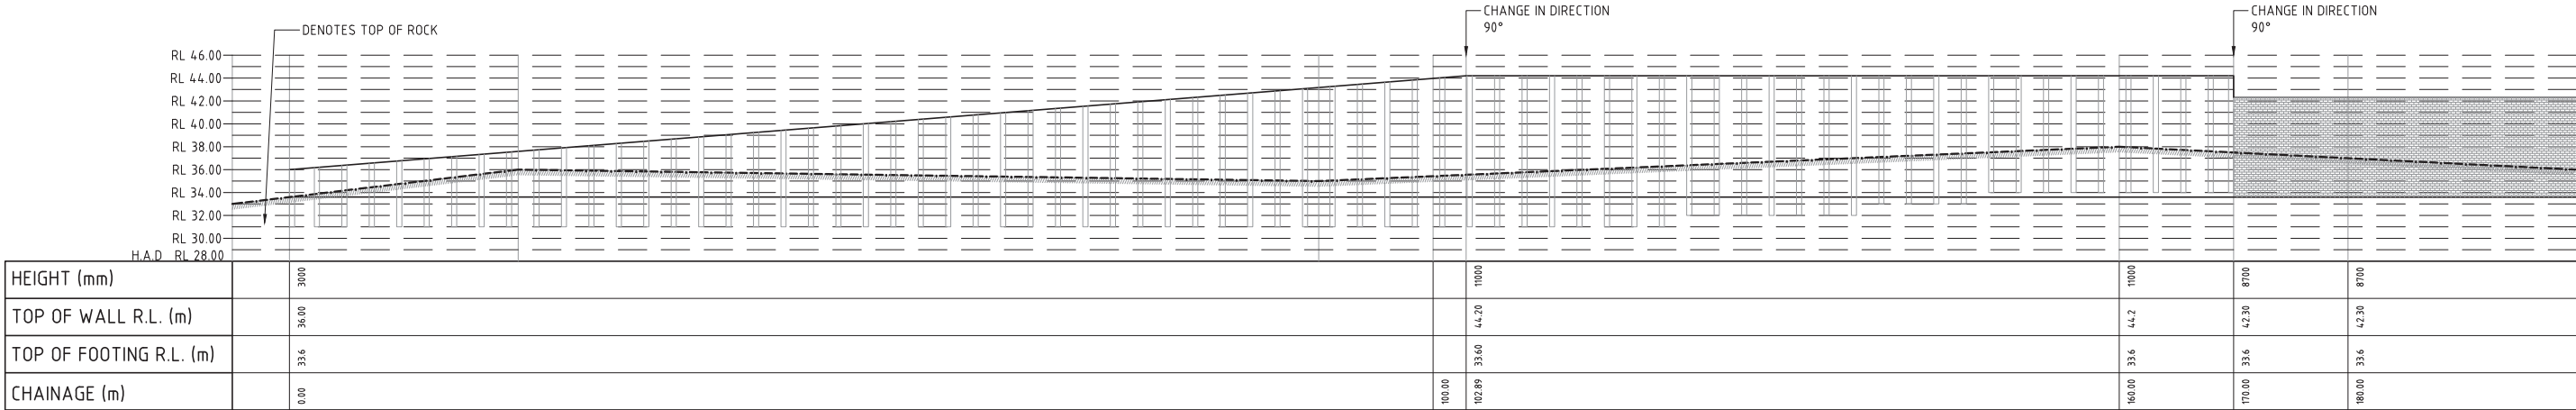 CHANGE IN DIRECTION
90°
CHANGE IN DIRECTION
90°
DENOTES TOP OF ROCK
RL 46.00
RL 44.00
RL 42.00
RL 40.00
RL 38.00
RL 36.00
RL 34.00
RL 32.00
RL 30.00
H.A.D RL 28.00
HEIGHT (mm) 3000 11000 11000 8700 8700
TOP OF WALL R.L. (m) 36.00 44.20 44.2 42.30 42.30
TOP OF FOOTING R.L. (m) 33.6 33.60 33.6 33.6 33.6
CHAINAGE (m) 0.00 100.00 102.89 160.00 170.00 180.00